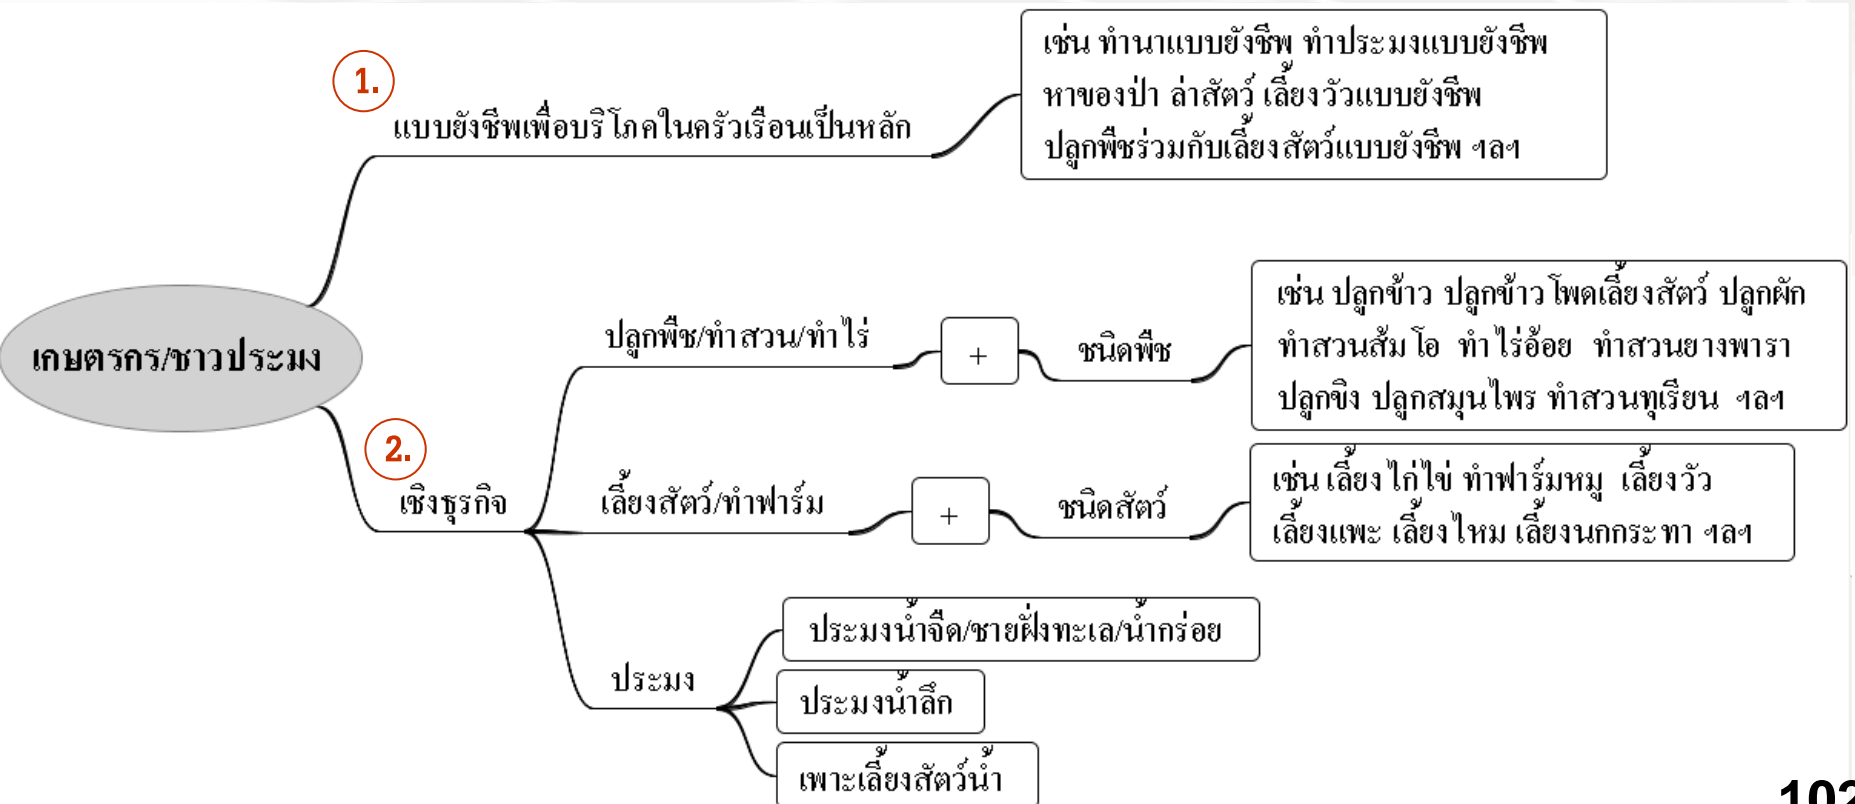 1.
แบบยังชีพเพื่อบริโภคในครัวเรือนเป็นหลัก
เช่น ทำนาแบบยังชีพ ทำประมงแบบยังชีพ
หาของป่า ล่าสัตว์ เลี้ยงวัวแบบยังชีพ
ปลูกพืชร่วมกับเลี้ยงสัตว์แบบยังชีพ ฯลฯ
เกษตรกร/ชาวประมง
2.
เชิงธุรกิจ
ปลูกพืช/ทำสวน/ทำไร่
+
ชนิดพืช
เช่น ปลูกข้าว ปลูกข้าวโพดเลี้ยงสัตว์ ปลูกผัก
ทำสวนส้มโอ ทำไร่อ้อย ทำสวนยางพารา
ปลูกขิง ปลูกสมุนไพร ทำสวนทุเรียน ฯลฯ
เลี้ยงสัตว์/ทำฟาร์ม
+
ชนิดสัตว์
เช่น เลี้ยงไก่ไข่ ทำฟาร์มหมู เลี้ยงวัว
เลี้ยงแพะ เลี้ยงไหม เลี้ยงนกกระทา ฯลฯ
ประมง
ประมงน้ำจืด/ชายฝั่งทะเล/น้ำกร่อย
ประมงน้ำลึก
เพาะเลี้ยงสัตว์น้ำ
102